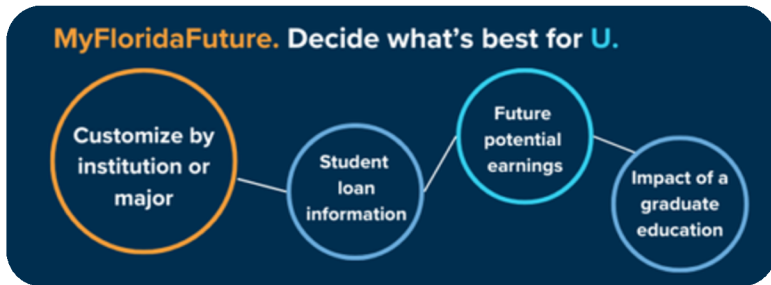 MyFloridaFuture. Decide what's best for U.
Customize by
institution or
major
Student
loan
information
Future
potential
earnings
Impact of a
graduate
education